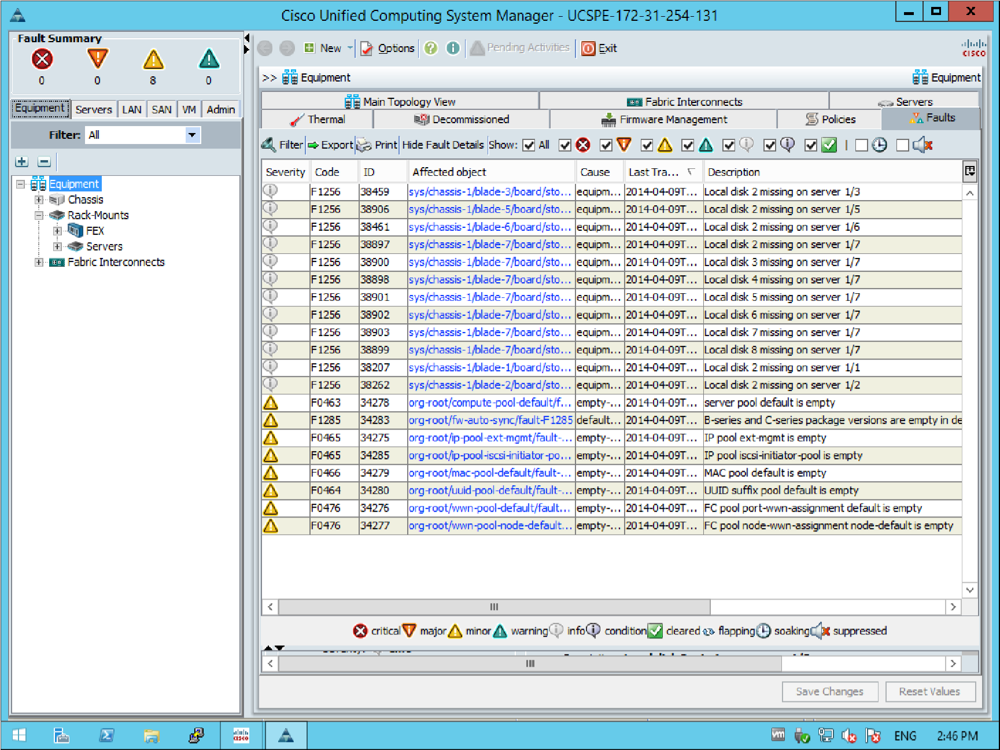 Cisco Unified Computing System Manager - UCSPE-172-31-254-131
Fault Summary
0 0 8 0
New Options Pending Activities Exit
cisco
>> Equipment Equipment
Equipment Servers LAN SAN VM Admin
Filter: All
Equipment
Chassis
Rack-Mounts
FEX
Servers
Fabric Interconnects
Main Topology View Fabric Interconnects Servers
Thermal Decommissioned Firmware Management Policies Faults
Filter Export Print Hide Fault Details Show: All
Severity Code ID Affected object Cause Last Tra... Description
F1256 38459 sys/chassis-1/blade-3/board/sto... equipm... 2014-04-09T... Local disk 2 missing on server 1/3
F1256 38906 sys/chassis-1/blade-5/board/sto... equipm... 2014-04-09T... Local disk 2 missing on server 1/5
F1256 38461 sys/chassis-1/blade-6/board/sto... equipm... 2014-04-09T... Local disk 2 missing on server 1/6
F1256 38897 sys/chassis-1/blade-7/board/sto... equipm... 2014-04-09T... Local disk 2 missing on server 1/7
F1256 38900 sys/chassis-1/blade-7/board/sto... equipm... 2014-04-09T... Local disk 3 missing on server 1/7
F1256 38898 sys/chassis-1/blade-7/board/sto... equipm... 2014-04-09T... Local disk 4 missing on server 1/7
F1256 38901 sys/chassis-1/blade-7/board/sto... equipm... 2014-04-09T... Local disk 5 missing on server 1/7
F1256 38902 sys/chassis-1/blade-7/board/sto... equipm... 2014-04-09T... Local disk 6 missing on server 1/7
F1256 38903 sys/chassis-1/blade-7/board/sto... equipm... 2014-04-09T... Local disk 7 missing on server 1/7
F1256 38899 sys/chassis-1/blade-7/board/sto... equipm... 2014-04-09T... Local disk 8 missing on server 1/7
F1256 38207 sys/chassis-1/blade-1/board/sto... equipm... 2014-04-09T... Local disk 2 missing on server 1/1
F1256 38262 sys/chassis-1/blade-2/board/sto... equipm... 2014-04-09T... Local disk 2 missing on server 1/2
F0463 34278 org-root/compute-pool-default/f... empty-... 2014-04-09T... server pool default is empty
F1285 34283 org-root/fw-auto-sync/fault-F1285 default... 2014-04-09T... B-series and C-series package versions are empty in de
F0465 34275 org-root/ip-pool-ext-mgmt/fault-... empty-... 2014-04-09T... IP pool ext-mgmt is empty
F0465 34285 org-root/ip-pool-iscsi-initiator-po... empty-... 2014-04-09T... IP pool iscsi-initiator-pool is empty
F0466 34279 org-root/mac-pool-default/fault-... empty-... 2014-04-09T... MAC pool default is empty
F0464 34280 org-root/uuid-pool-default/fault-... empty-... 2014-04-09T... UUID suffix pool default is empty
F0476 34276 org-root/wwn-pool-default/fault... empty-... 2014-04-09T... FC pool port-wwn-assignment default is empty
F0476 34277 org-root/wwn-pool-node-default... empty-... 2014-04-09T... FC pool node-wwn-assignment node-default is empty
critical major minor warning info condition cleared flapping soaking suppressed
Save Changes Reset Values
cisco
vm ENG 2:46 PM